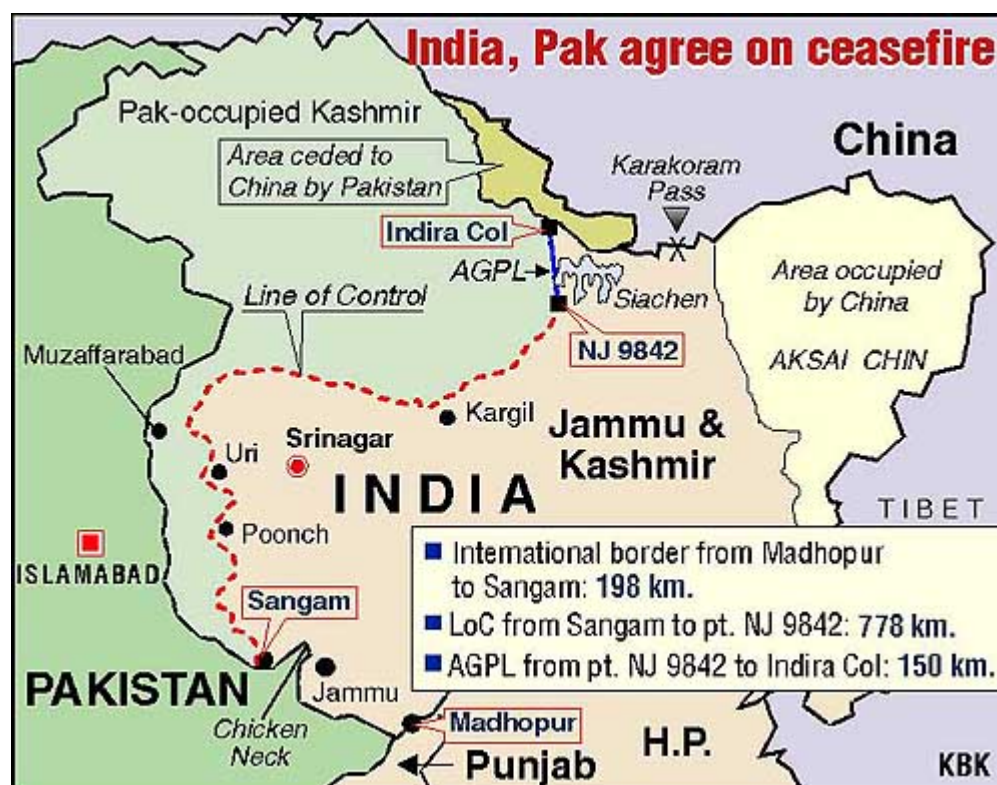 India, Pak agree on ceasefire
Pak-occupied Kashmir
China
Area ceded to
China by Pakistan
Karakoram
Pass
X
Indira Col
AGPL
Siachen
Area occupied
by China
AKSAI CHIN
Line of Control
NJ 9842
Muzaffarabad
Kargil
Jammu &
Kashmir
Srinagar
Uri
INDIA
TIBET
Poonch
ISLAMABAD
■ International border from Madhopur
to Sangam: 198 km.
■ LoC from Sangam to pt. NJ 9842: 778 km.
■ AGPL from pt. NJ 9842 to Indira Col: 150 km.
Sangam
PAKISTAN
Jammu
Chicken
Neck
Madhopur
H.P.
Punjab
KBK